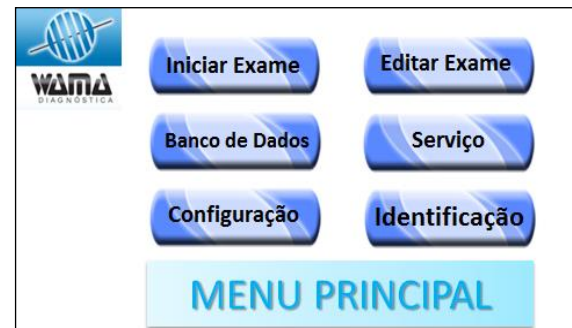 WAMA
DIAGNÓSTICA
Iniciar Exame
Editar Exame
Banco de Dados
Serviço
Configuração
Identificação
MENU PRINCIPAL